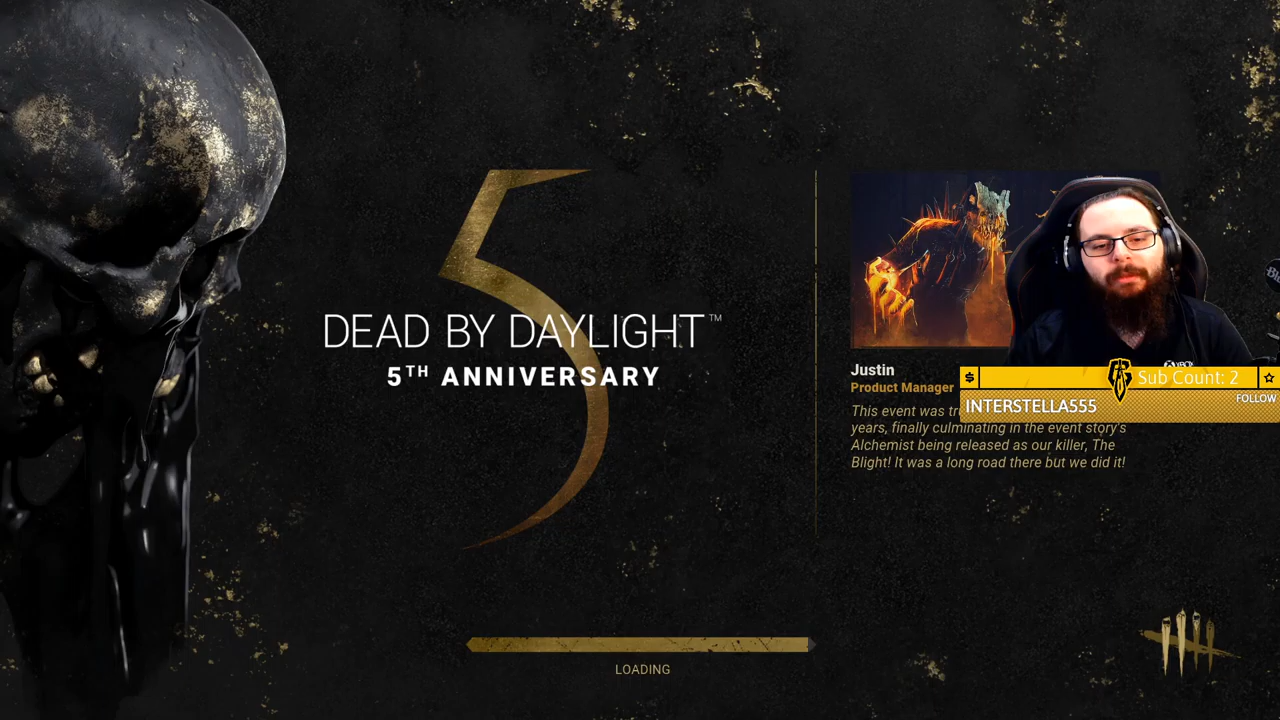 DEAD BY DAYLIGHT™
5TH ANNIVERSARY
Justin
Product Manager
This event was
years, finally culminating in the event story's
Alchemist being released as our killer, The
Blight! It was a long road there but we did it!
XBOX
$
Sub Count: 2
INTERSTELLA555
FOLLOW
LOADING